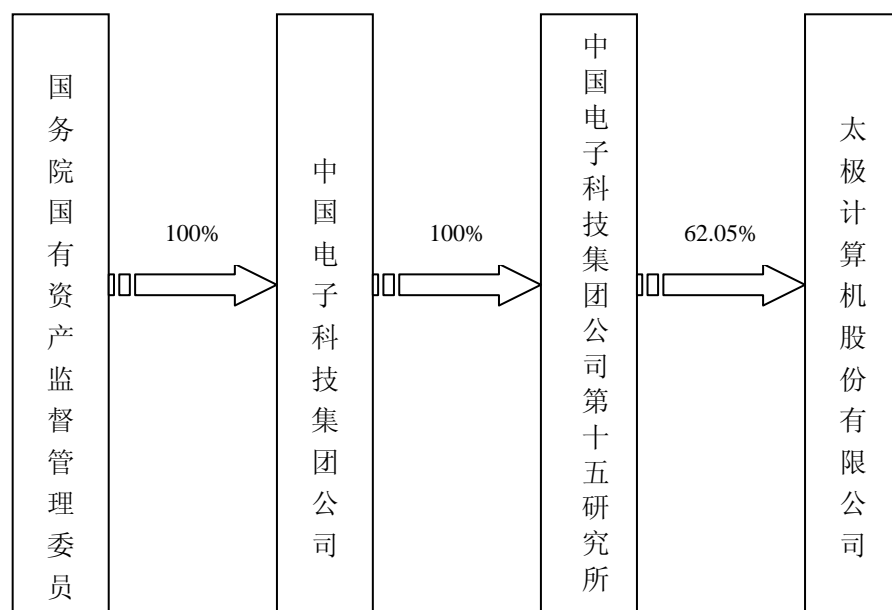 国务院国有资产监督管理委员
100%
中国电子科技集团公司
100%
中国电子科技集团公司第十五研究所
62.05%
太极计算机股份有限公司